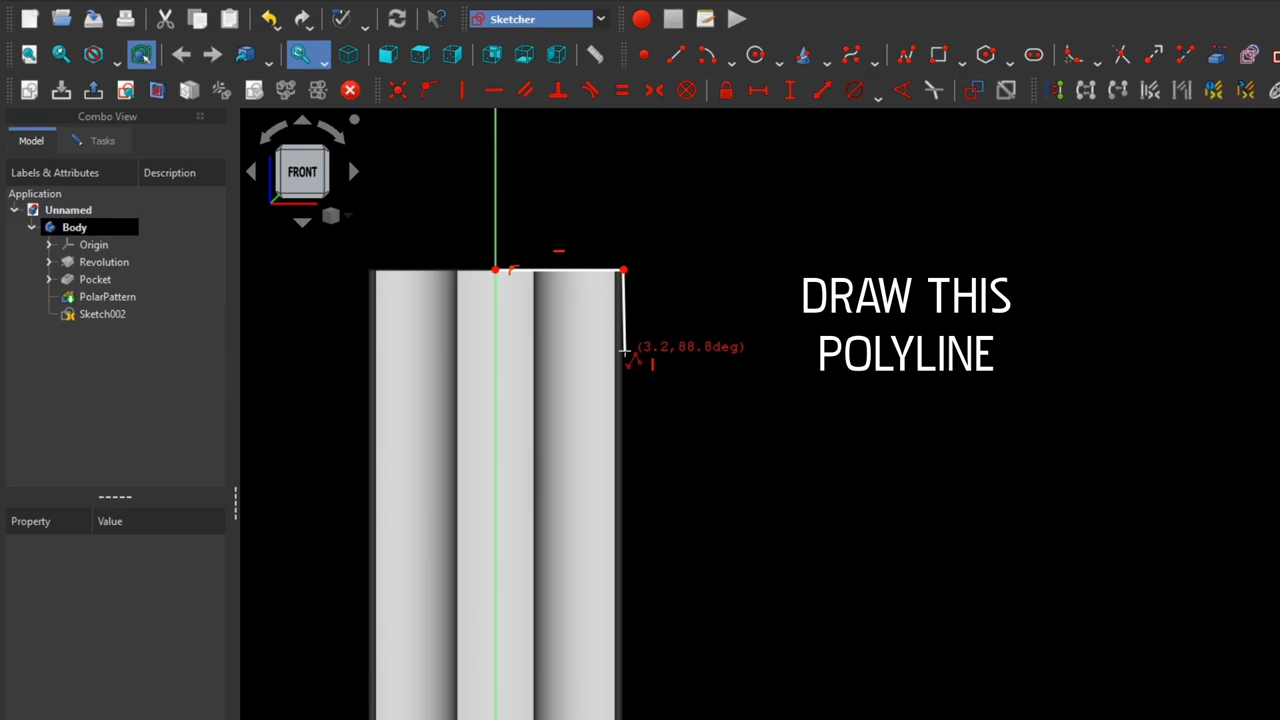 Sketcher
Combo View
Model
Tasks
Labels & Attributes
Description
Application
Unnamed
Body
Origin
Revolution
Pocket
PolarPattern
Sketch002
Property
Value
FRONT
(3.2,88.8deg)
DRAW THIS
POLYLINE